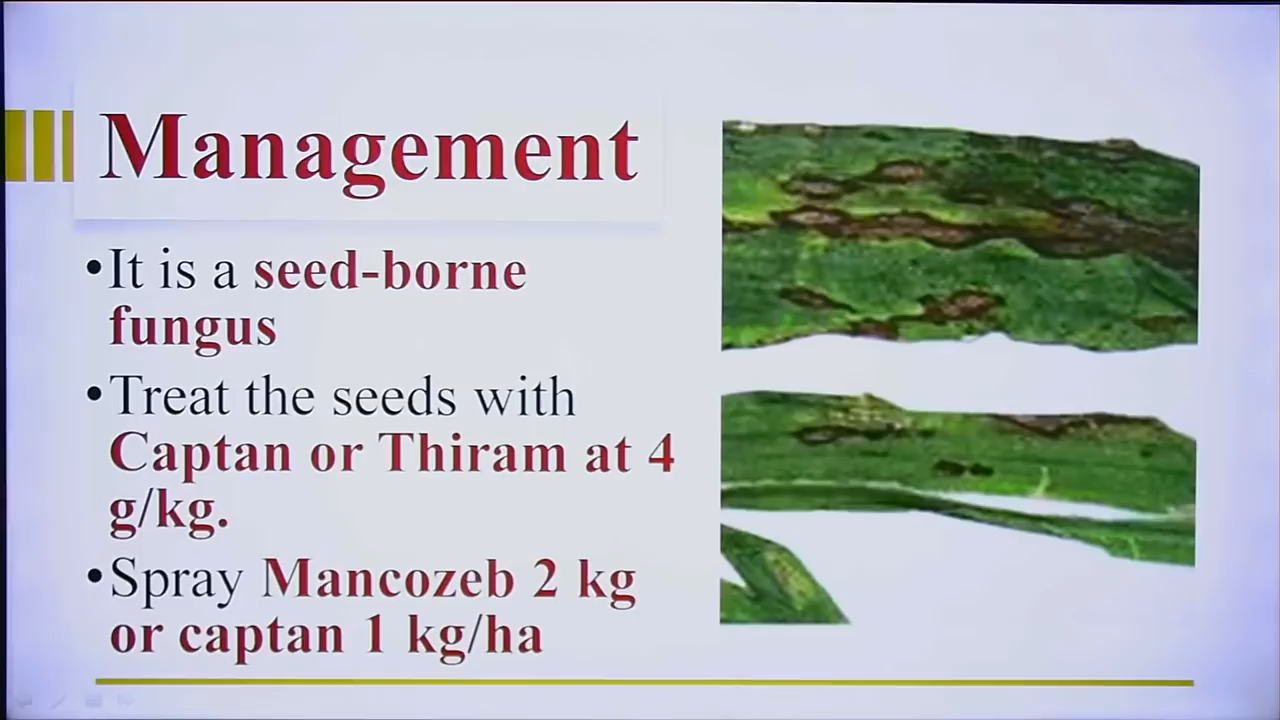 Management
•It is a seed-borne
fungus
•Treat the seeds with
Captan or Thiram at 4
g/kg.
•Spray Mancozeb 2 kg
or captan 1 kg/ha